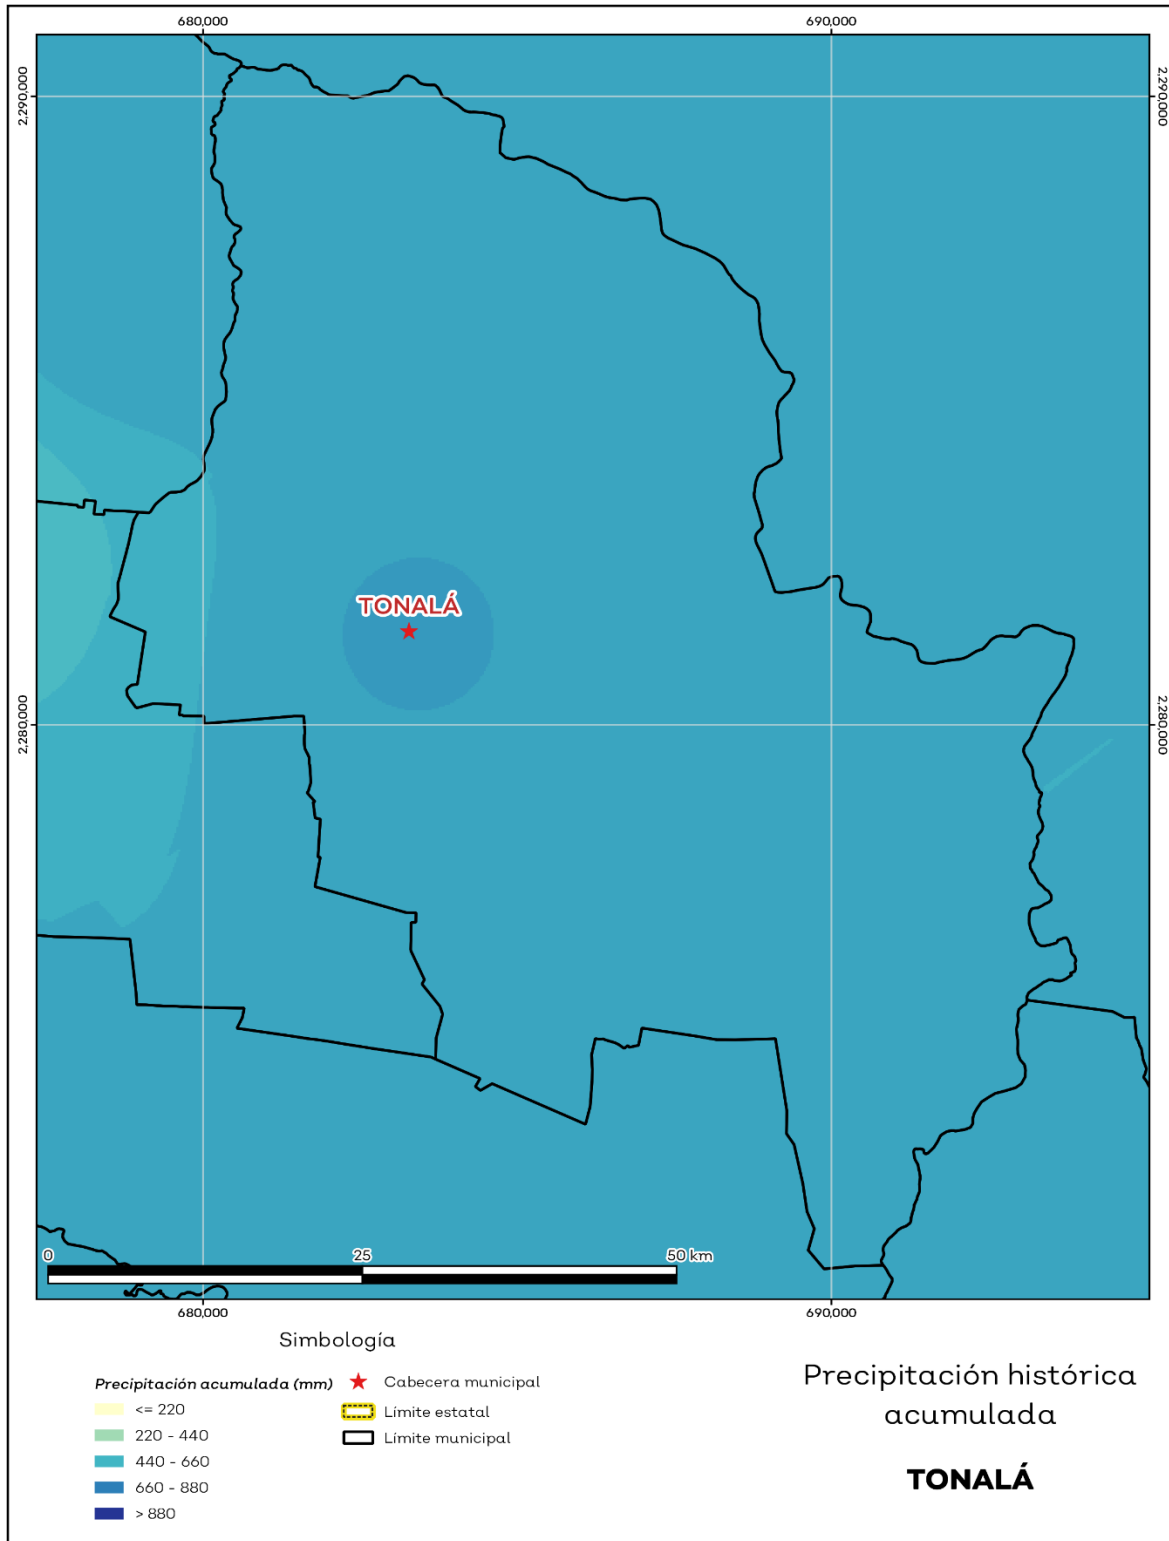 680,000
690,000
2.290,000
2.290,000
TONALÁ
2.280,000
2.280,000
0
25
50 km
680,000
690,000
Simbología
Precipitación acumulada (mm)
<= 220
220 - 440
440 - 660
660 - 880
> 880
Cabecera municipal
Límite estatal
Límite municipal
Precipitación histórica
acumulada
TONALÁ